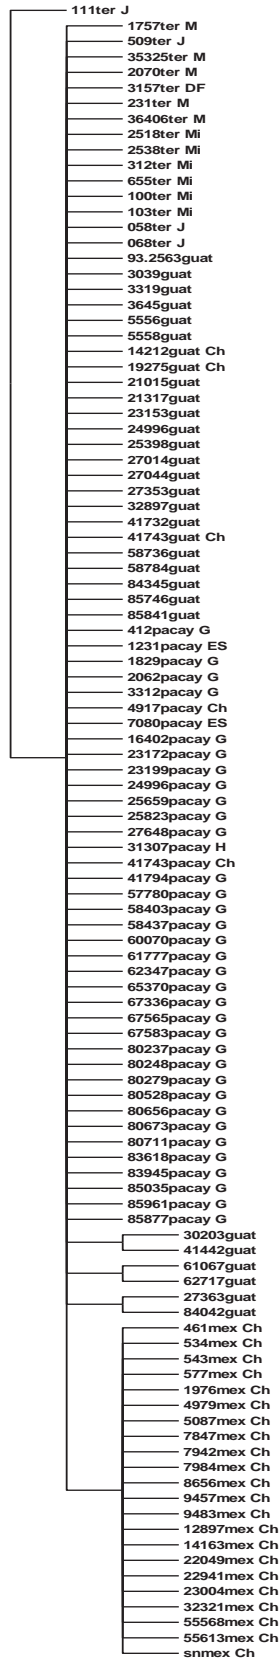 111ter J
1757ter M
509ter J
35325ter M
2070ter M
3157ter DF
231ter M
36406ter M
2518ter Mi
2538ter Mi
312ter Mi
655ter Mi
100ter Mi
103ter Mi
058ter J
068ter J
93.2563guat
3039guat
3319guat
3645guat
5556guat
5558guat
14212guat Ch
19275guat Ch
21015guat
21317guat
23153guat
24996guat
25398guat
27014guat
27044guat
27353guat
32897guat
41732guat
41743guat Ch
58736guat
58784guat
84345guat
85746guat
85841guat
412pacay G
1231pacay ES
1829pacay G
2062pacay G
3312pacay G
4917pacay Ch
7080pacay ES
16402pacay G
23172pacay G
23199pacay G
24996pacay G
25659pacay G
25823pacay G
27648pacay G
31307pacay H
41743pacay Ch
41794pacay G
57780pacay G
58403pacay G
58437pacay G
60070pacay G
61777pacay G
62347pacay G
65370pacay G
67336pacay G
67565pacay G
67583pacay G
80237pacay G
80248pacay G
80279pacay G
80528pacay G
80656pacay G
80673pacay G
80711pacay G
83618pacay G
83945pacay G
85035pacay G
85961pacay G
85877pacay G
30203guat
41442guat
61067guat
62717guat
27363guat
84042guat
461mex Ch
534mex Ch
543mex Ch
577mex Ch
1976mex Ch
4979mex Ch
5087mex Ch
7847mex Ch
7942mex Ch
7984mex Ch
8656mex Ch
9457mex Ch
9483mex Ch
12897mex Ch
14163mex Ch
22049mex Ch
22941mex Ch
23004mex Ch
32321mex Ch
55568mex Ch
55613mex Ch
snmex Ch